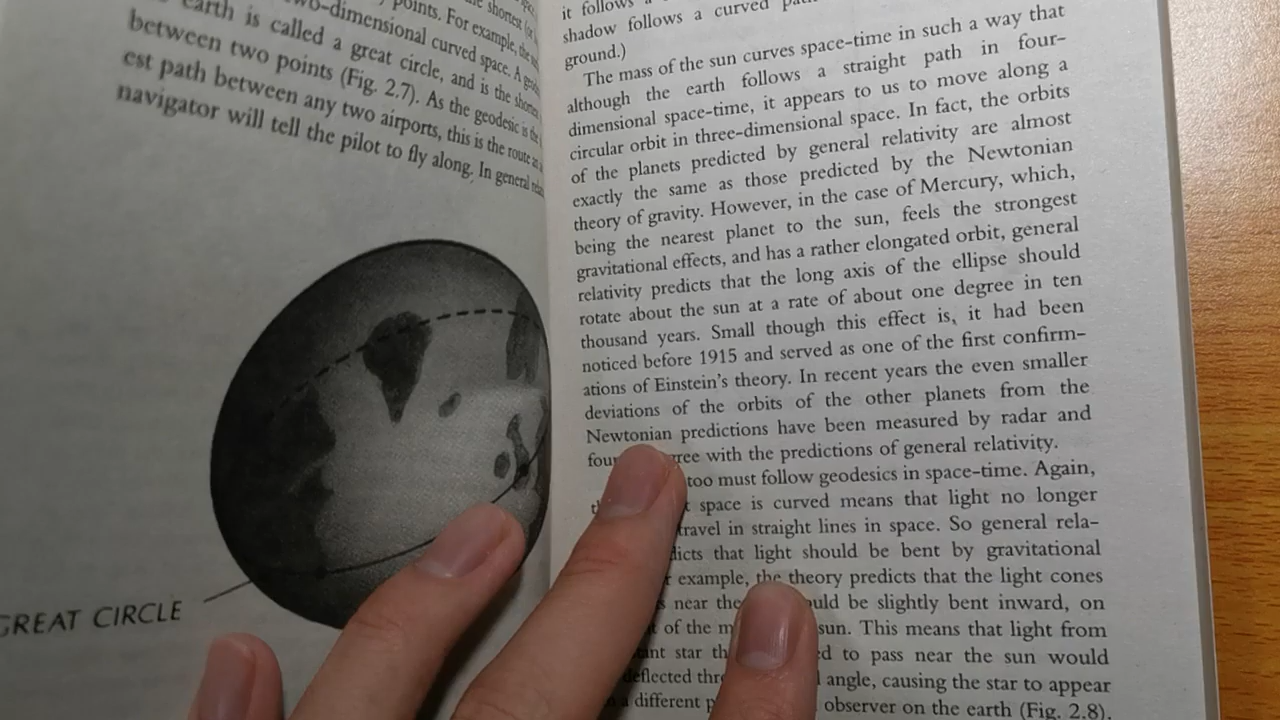 points. For example, the
two-dimensional curved space. A
earth is called a great circle, and is the
between two points (Fig. 2.7). As the geodesic is the
est path between any two airports, this is the route
navigator will tell the pilot to fly along. In general
GREAT CIRCLE
it follows a
shadow follows a curved
ground.)
The mass of the sun curves space-time in such a way that
although the earth follows a straight path in four-
dimensional space-time, it appears to us to move along a
circular orbit in three-dimensional space. In fact, the orbits
of the planets predicted by general relativity are almost
exactly the same as those predicted by the Newtonian
theory of gravity. However, in the case of Mercury, which,
being the nearest planet to the sun, feels the strongest
gravitational effects, and has a rather elongated orbit, general
relativity predicts that the long axis of the ellipse should
rotate about the sun at a rate of about one degree in ten
thousand years. Small though this effect is, it had been
noticed before 1915 and served as one of the first confirm-
ations of Einstein's theory. In recent years the even smaller
deviations of the orbits of the other planets from the
Newtonian predictions have been measured by radar and
with the predictions of general relativity.
too must follow geodesics in space-time. Again,
space is curved means that light no longer
travel in straight lines in space. So general rela-
that light should be bent by gravitational
example, the theory predicts that the light cones
near the be slightly bent inward, on
of the sun. This means that light from
star to pass near the sun would
deflected angle, causing the star to appear
a different observer on the earth (Fig. 2.8).